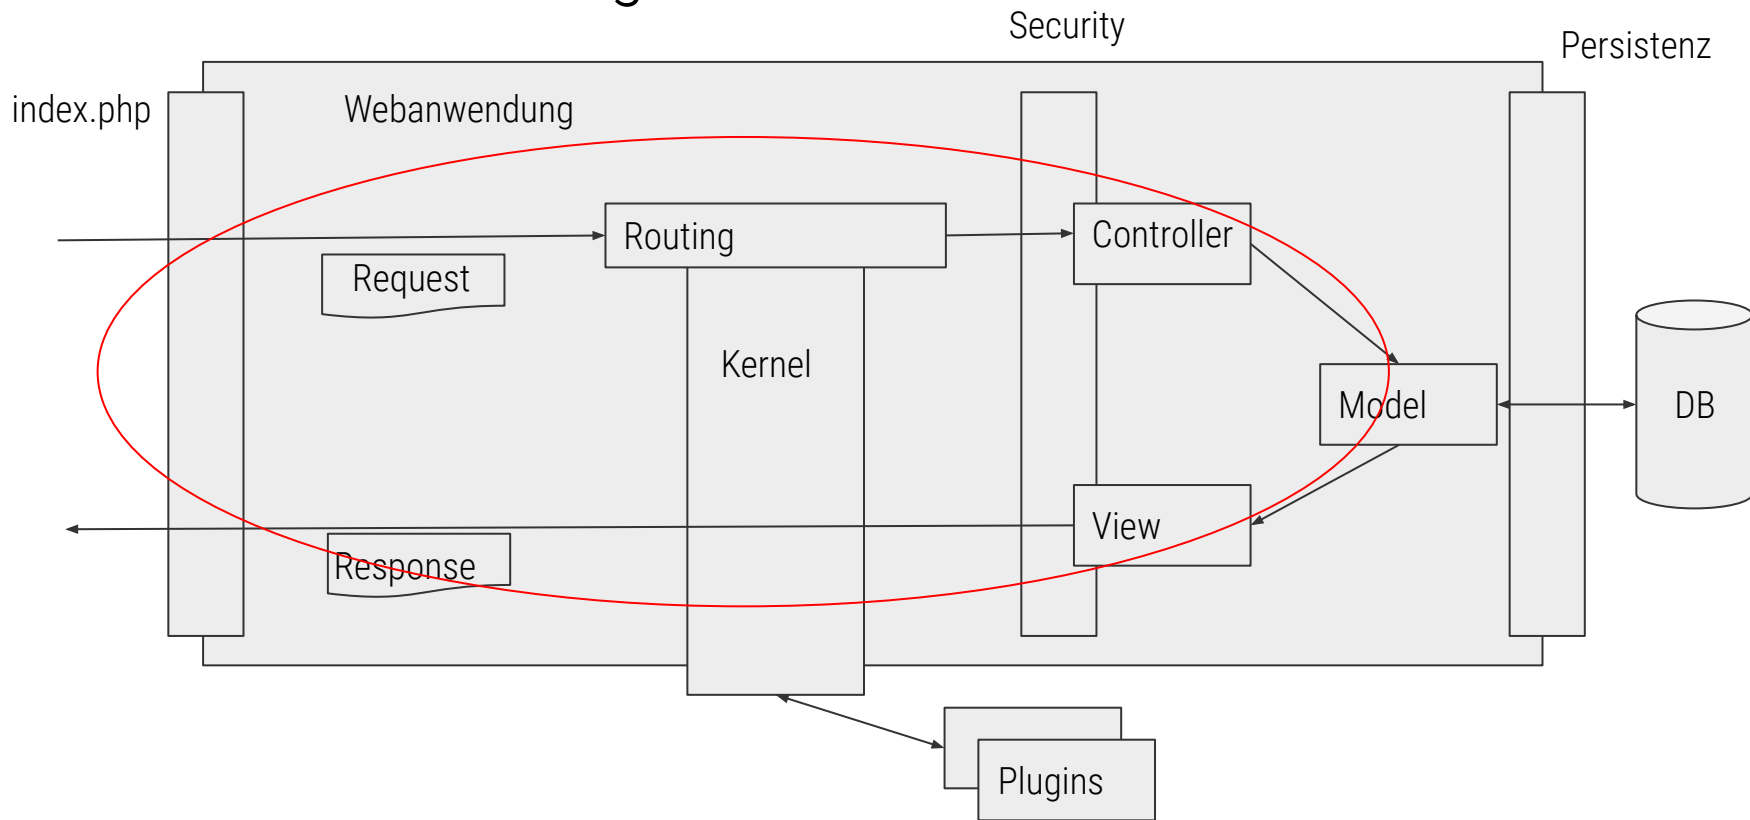 Security
Persistenz
index.php
Webanwendung
Routing
Controller
Request
Kernel
Model
DB
View
Response
Plugins